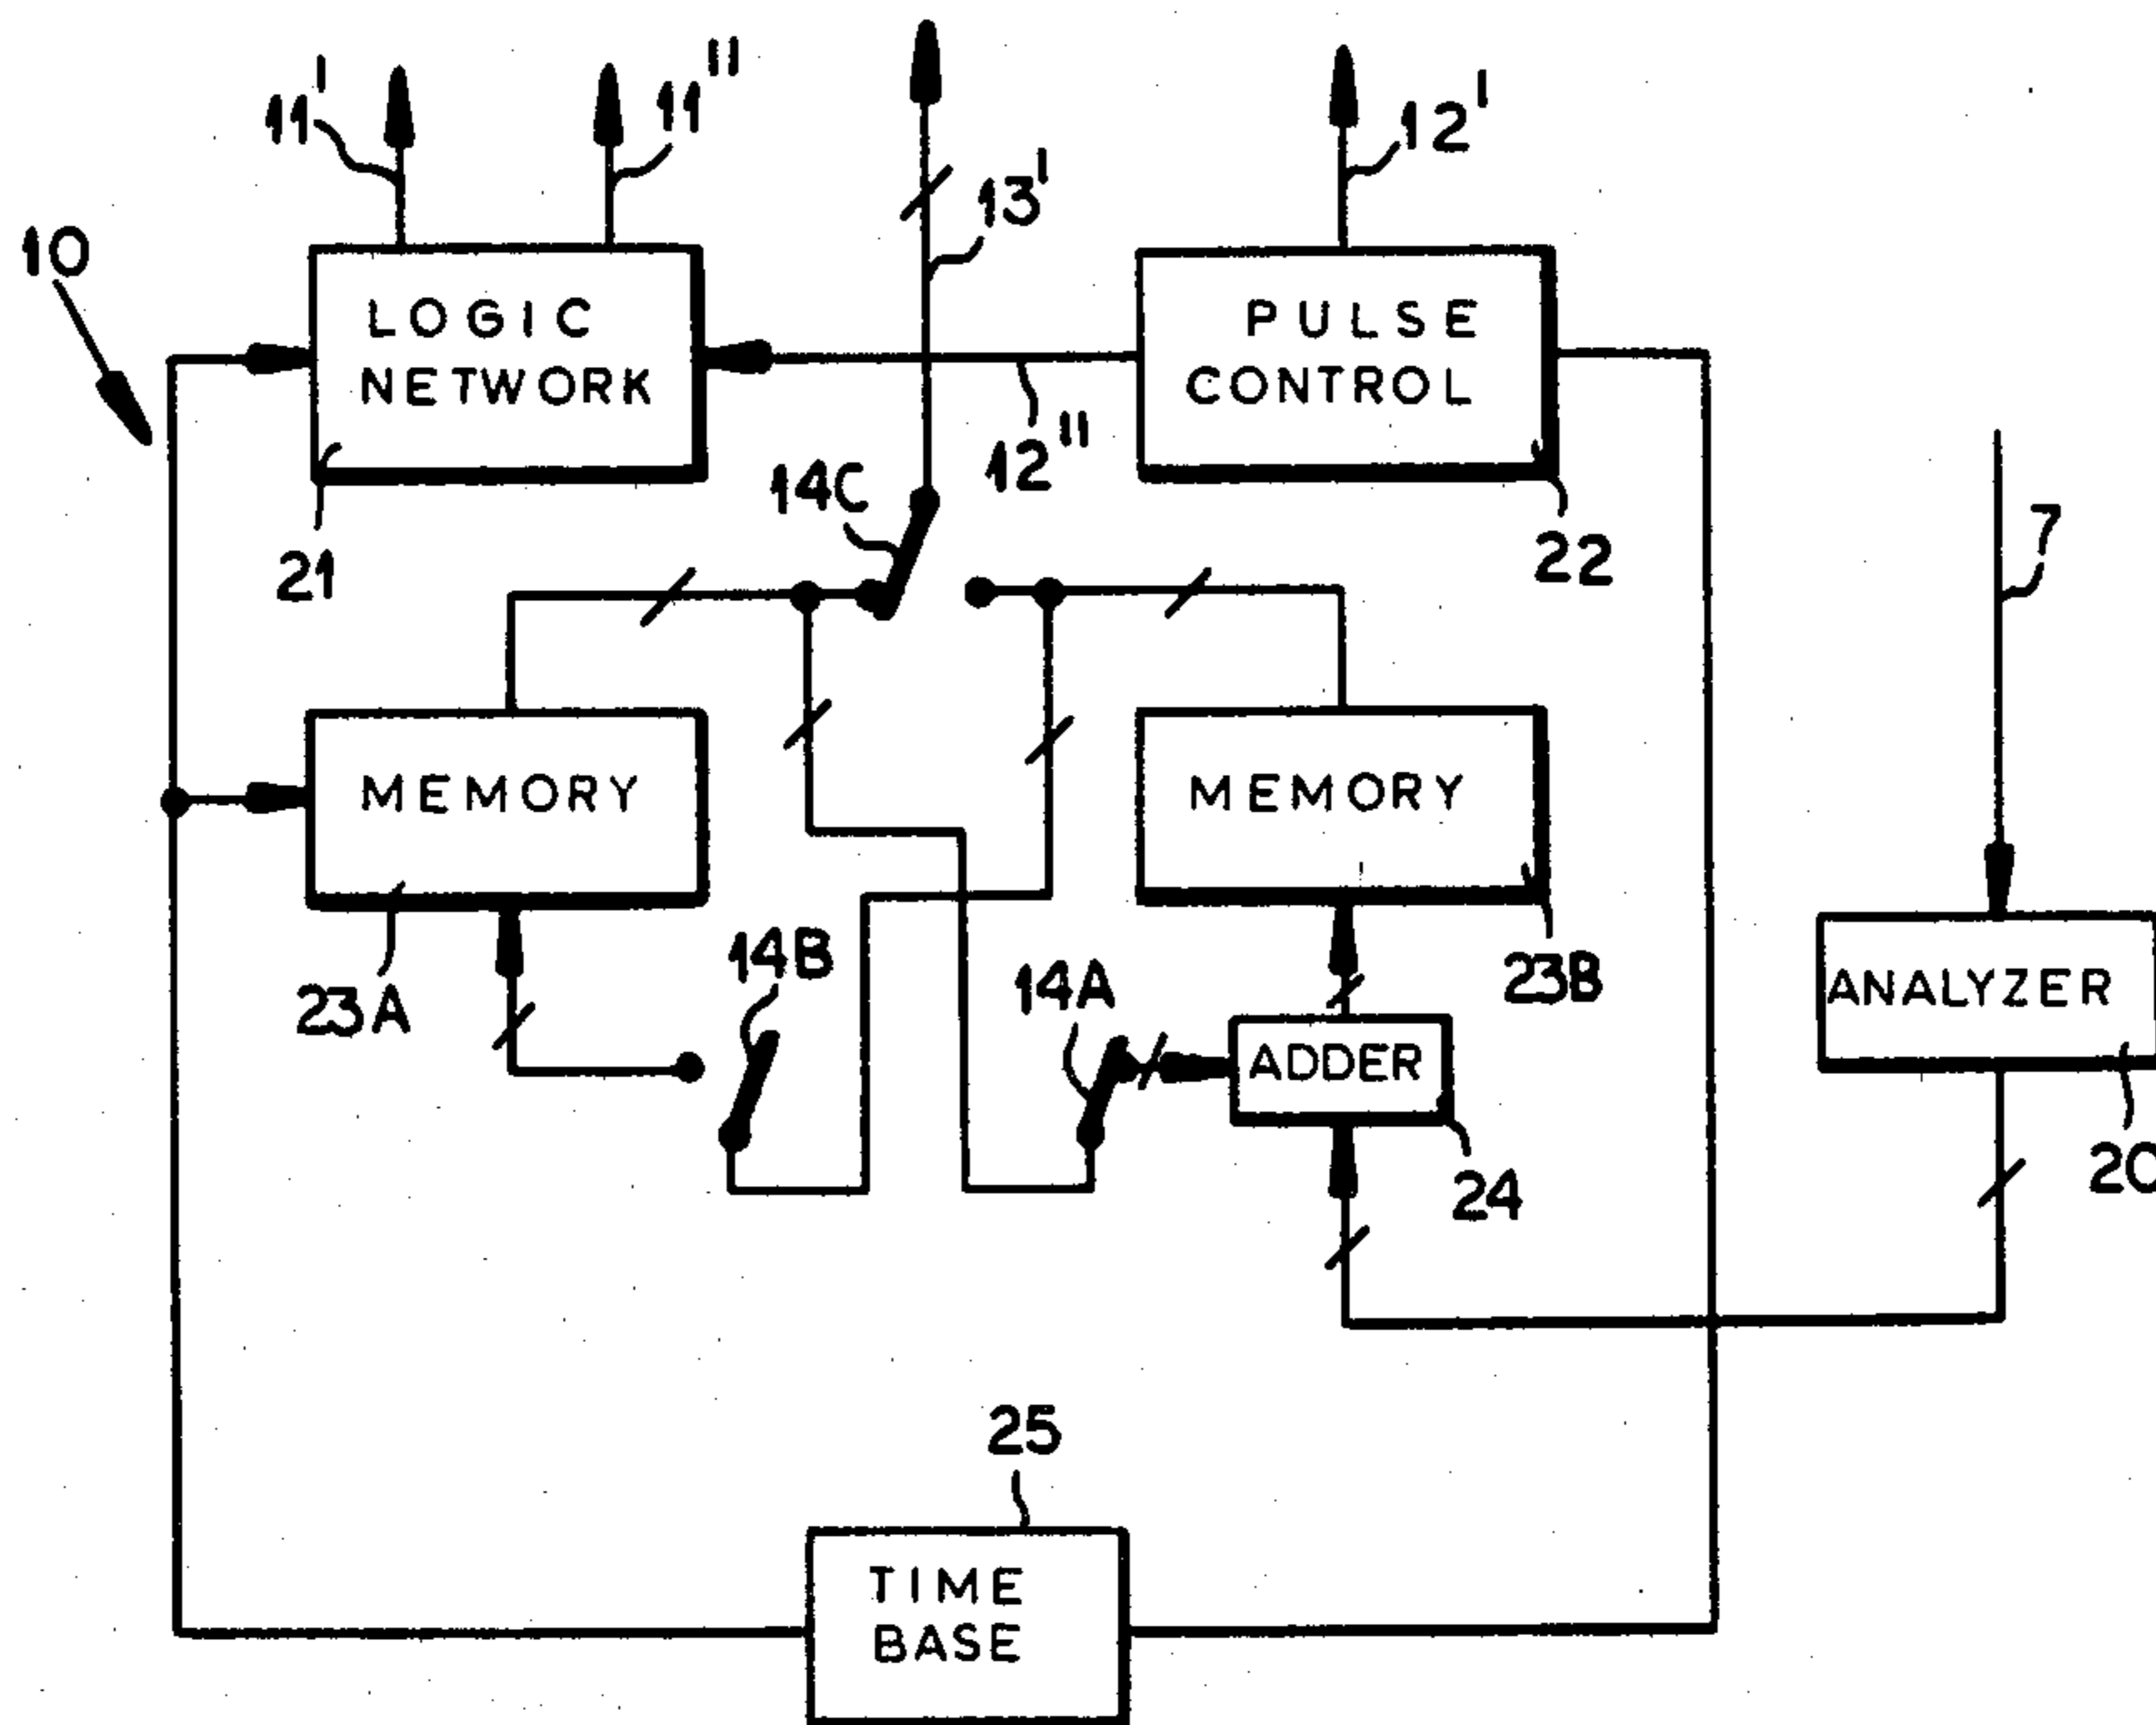 11'
11"
13'
12'
10
LOGIC
NETWORK
PULSE
CONTROL
12"
14C
21
22
7
MEMORY
MEMORY
23A
14B
14A
23B
ANALYZER
ADDER
24
20
25
TIME
BASE